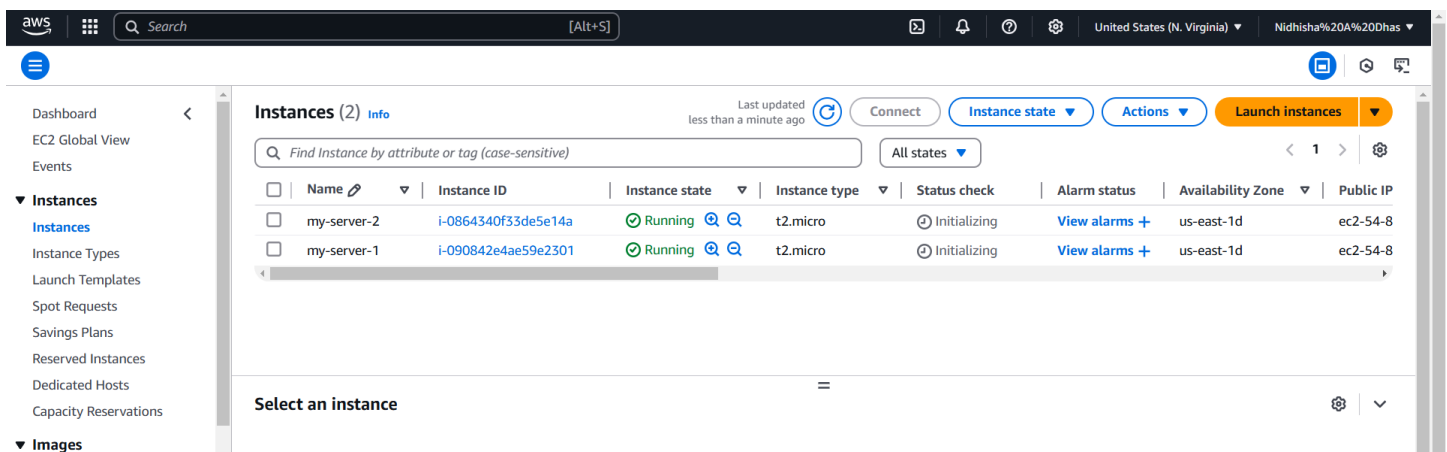 aws
Search [Alt+S] United States (N. Virginia) Nidhisha%20A%20Dhas
Dashboard
EC2 Global View
Events
Instances
Instances
Instance Types
Launch Templates
Spot Requests
Savings Plans
Reserved Instances
Dedicated Hosts
Capacity Reservations
Images
Instances (2) Info
Last updated
less than a minute ago
Connect Instance state Actions Launch instances
Find Instance by attribute or tag (case-sensitive) All states 1
Name Instance ID Instance state Instance type Status check Alarm status Availability Zone Public IP
my-server-2 i-0864340f33de5e14a Running t2.micro Initializing View alarms + us-east-1d ec2-54-8
my-server-1 i-090842e4ae59e2301 Running t2.micro Initializing View alarms + us-east-1d ec2-54-8
Select an instance